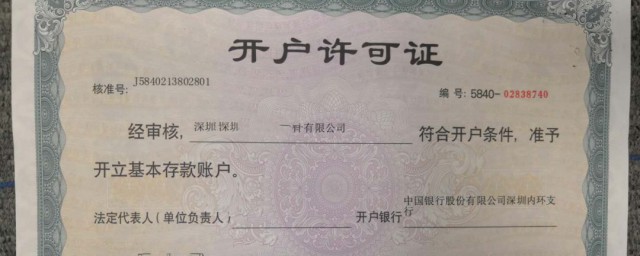 开户许可证
核准号: J5840213802801 编 号: 5840-02838740
经审核, 深圳 深圳 有限公司 符合开户条件, 准予
开立基本存款账户。
法定代表人(单位负责人) 开户银行 中国银行股份有限公司深圳内环支
行